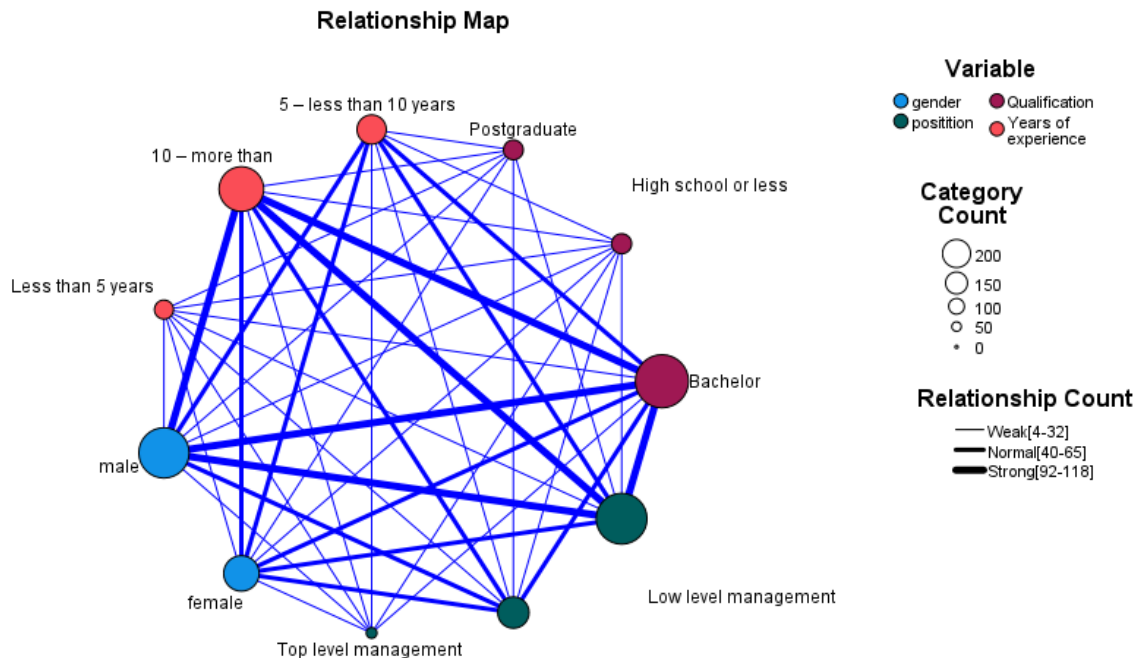 Relationship Map
Variable
gender
Qualification
positition
Years of
experience
5 – less than 10 years
Postgraduate
10 – more than
High school or less
Category
Count
200
150
100
50
0
Less than 5 years
Bachelor
Relationship Count
Weak[4-32]
Normal[40-65]
Strong[92-118]
male
female
Low level management
Top level management